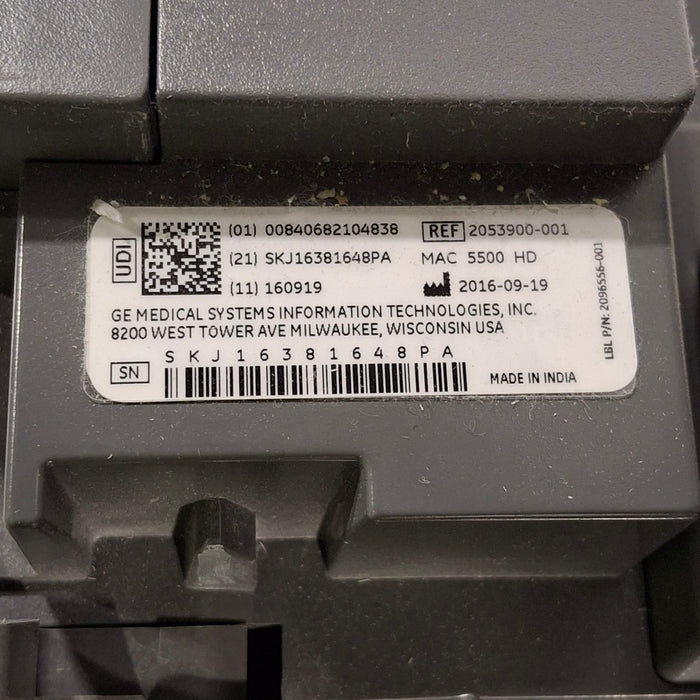 UDI
(01) 00840682104838
REF 2053900-001
(21) SKJ16381648PA
MAC 5500 HD
(11) 160919
2016-09-19
GE MEDICAL SYSTEMS INFORMATION TECHNOLOGIES, INC.
8200 WEST TOWER AVE MILWAUKEE, WISCONSIN USA
SKJ16381648PA
SN
MADE IN INDIA
LBL P/N: 2096556-001